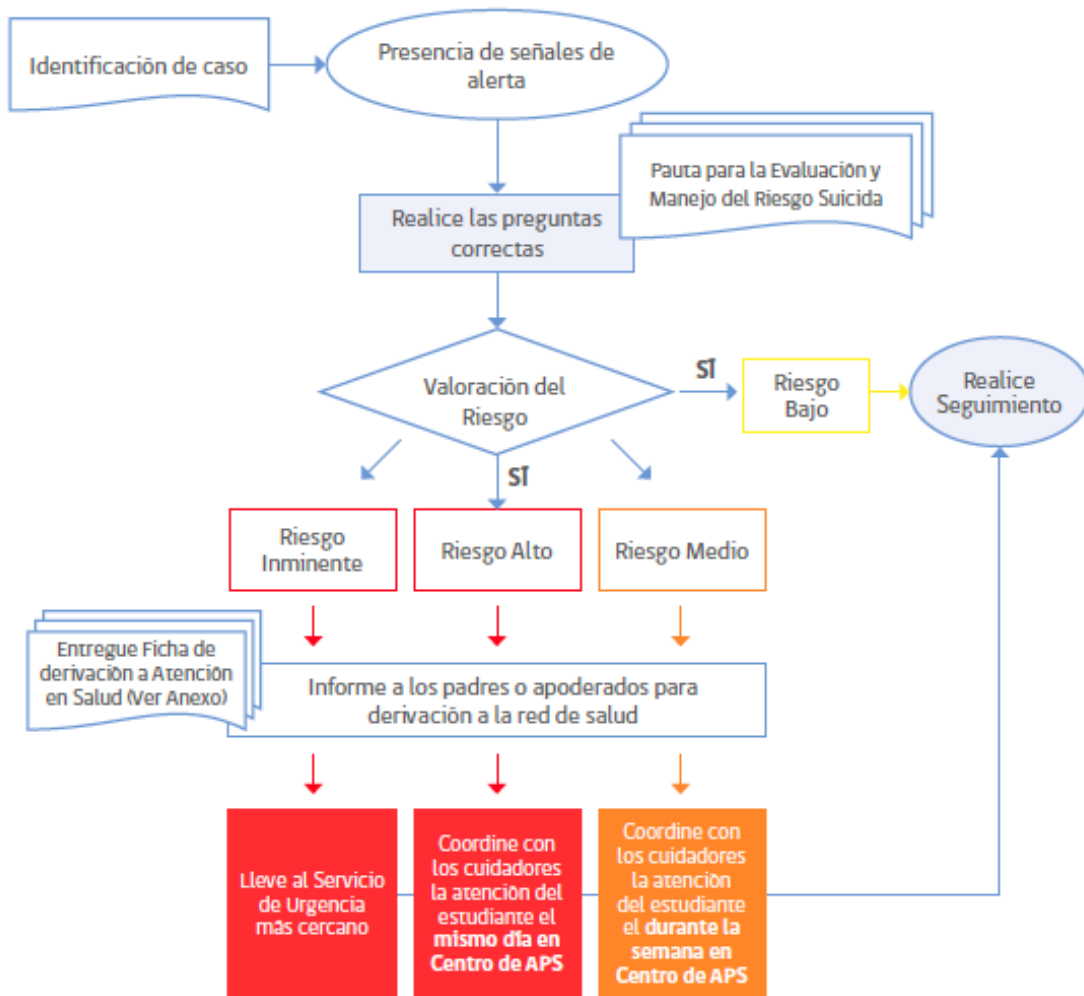 Identificación de caso
Presencia de señales de
alerta
Pauta para la Evaluación y
Manejo del Riesgo Suicida
Realice las preguntas
correctas
Valoración del
Riesgo
SÍ
Riesgo
Bajo
Realice
Seguimiento
SÍ
Riesgo
Inminente
Riesgo Alto
Riesgo Medio
Entregue Ficha de
derivación a Atención
en Salud (Ver Anexo)
Informe a los padres o apoderados para
derivación a la red de salud
Lleve al Servicio
de Urgencia
más cercano
Coordine con
los cuidadores
la atención del
estudiante el
mismo día en
Centro de APS
Coordine con
los cuidadores
la atención
del estudiante
el durante la
semana en
Centro de APS